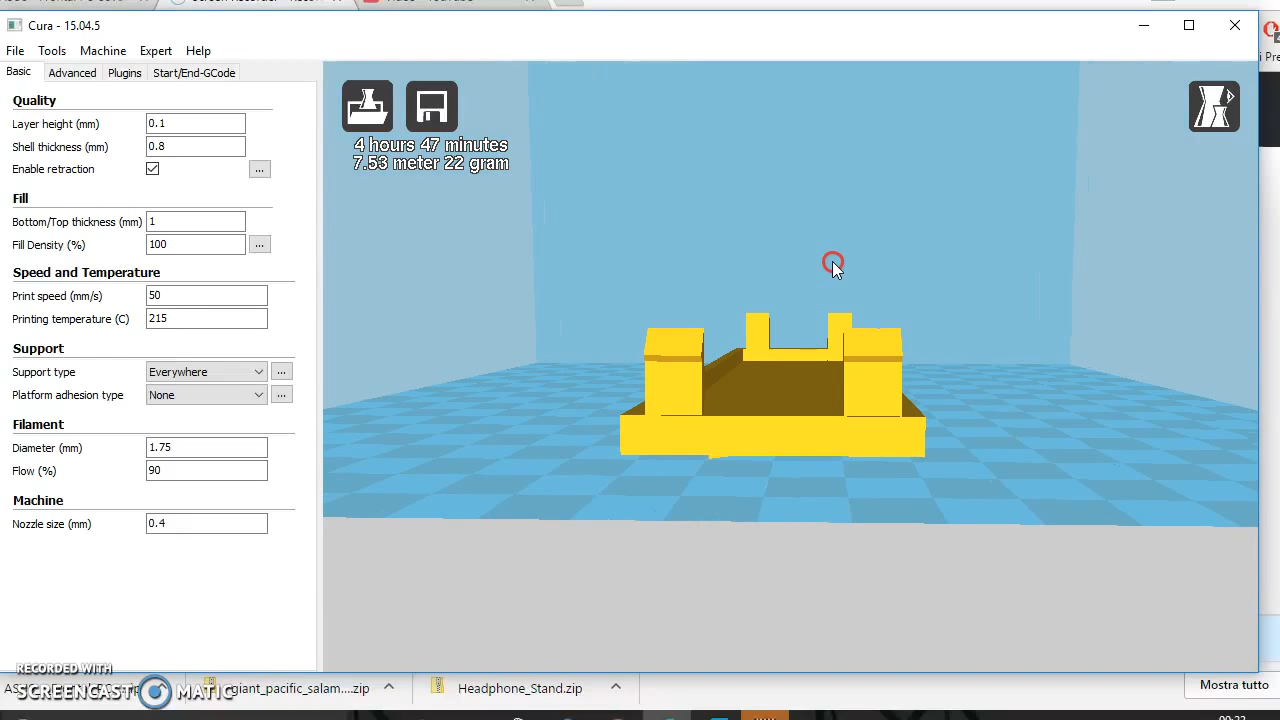 Cura - 15.04.5
File Tools Machine Expert Help
Basic Advanced Plugins Start/End-GCode
Quality
Layer height (mm) 0.1
Shell thickness (mm) 0.8
Enable retraction ...
Fill
Bottom/Top thickness (mm) 1
Fill Density (%) 100 ...
Speed and Temperature
Print speed (mm/s) 50
Printing temperature (C) 215
Support
Support type Everywhere ...
Platform adhesion type None ...
Filament
Diameter (mm) 1.75
Flow (%) 90
Machine
Nozzle size (mm) 0.4
4 hours 47 minutes
7.53 meter 22 gram
RECORDED WITH
SCREENCAST MATIC
giant_pacific_salam....zip
Headphone_Stand.zip
Mostra tutto